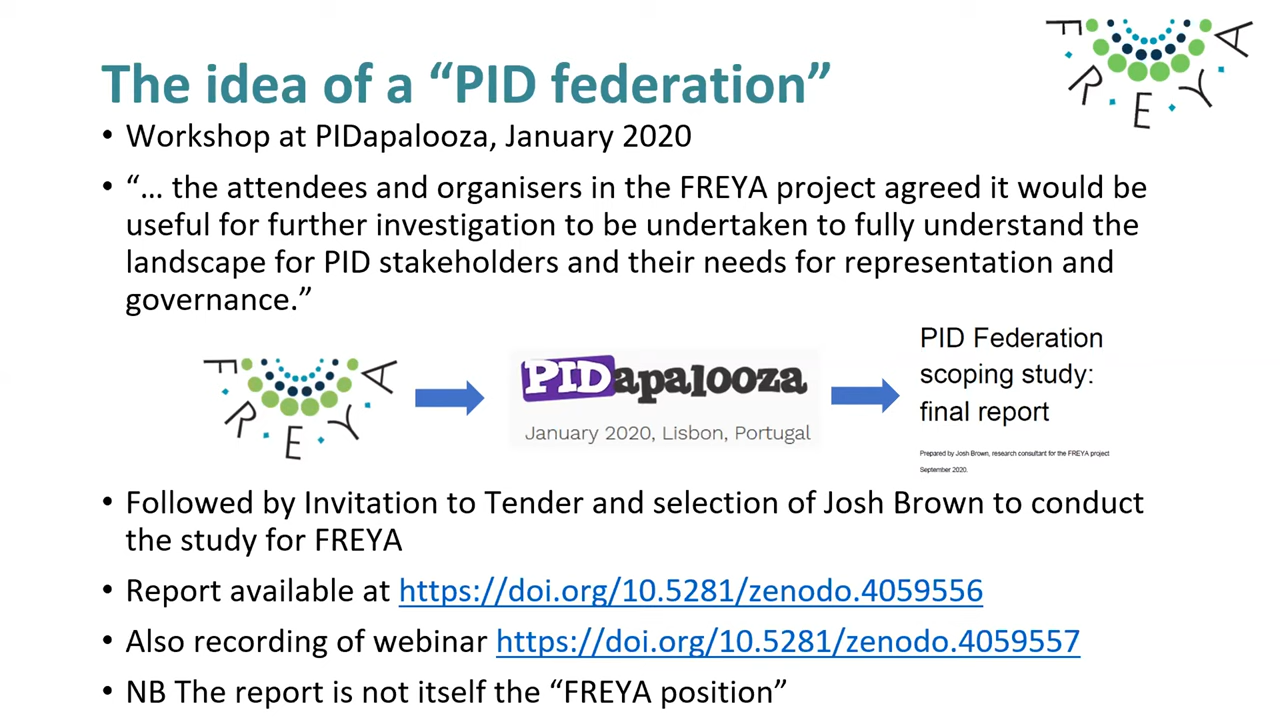 FREYA
The idea of a “PID federation”
• Workshop at PIDapalooza, January 2020
• “... the attendees and organisers in the FREYA project agreed it would be
useful for further investigation to be undertaken to fully understand the
landscape for PID stakeholders and their needs for representation and
governance.”
FREYA
PIDapalooza
January 2020, Lisbon, Portugal
PID Federation
scoping study:
final report
Prepared by Josh Brown, research consultant for the FREYA project
September 2020.
• Followed by Invitation to Tender and selection of Josh Brown to conduct
the study for FREYA
• Report available at https://doi.org/10.5281/zenodo.4059556
• Also recording of webinar https://doi.org/10.5281/zenodo.4059557
• NB The report is not itself the “FREYA position”